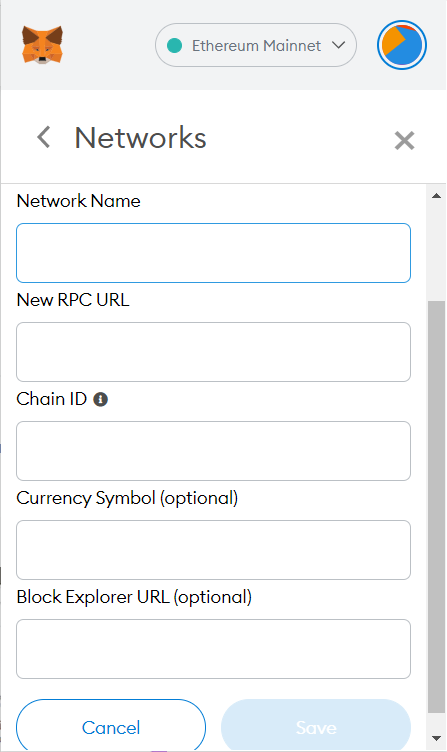 Ethereum Mainnet
Networks
Network Name
New RPC URL
Chain ID
Currency Symbol (optional)
Block Explorer URL (optional)
Cancel
Save